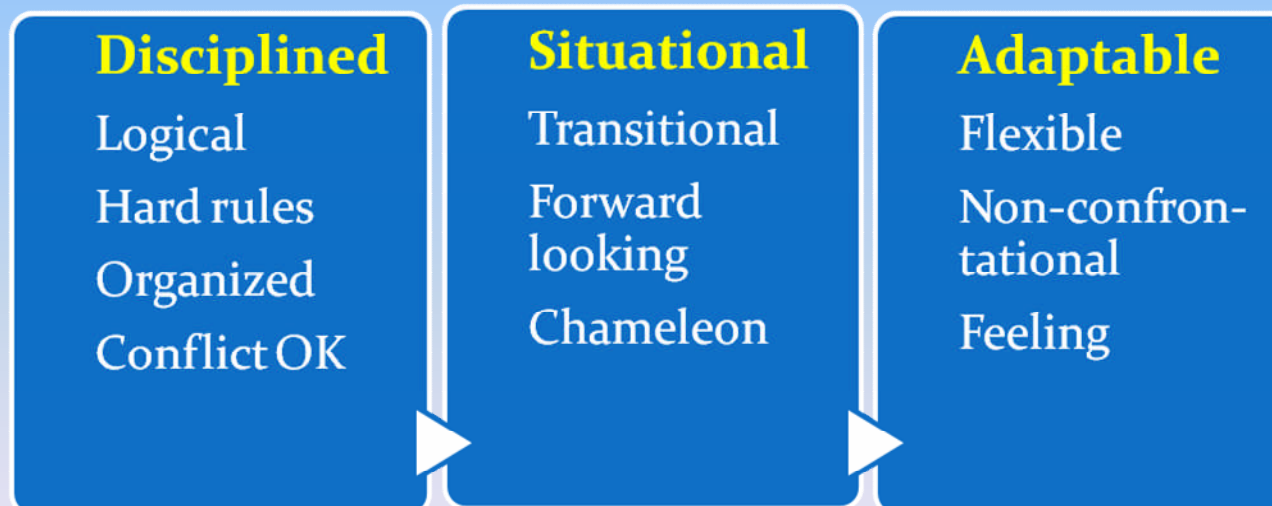 Disciplined
Logical
Hard rules
Organized
Conflict OK
Situational
Transitional
Forward
looking
Chameleon
Adaptable
Flexible
Non-confron-
tational
Feeling